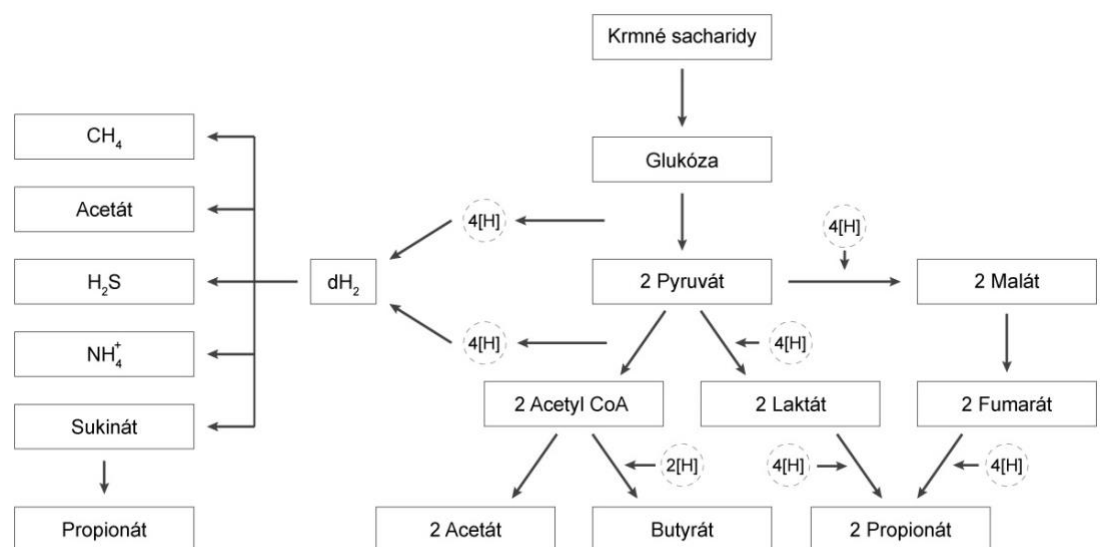 Krmné sacharidy
CH₄
Glukóza
Acetát
4[H]
4[H]
H₂S
dH₂
2 Pyruvát
2 Malát
NH₄⁺
4[H]
4[H]
Sukinát
2 Acetyl CoA
2 Laktát
2 Fumarát
2[H]
4[H]
4[H]
Propionát
2 Acetát
Butyrát
2 Propionát